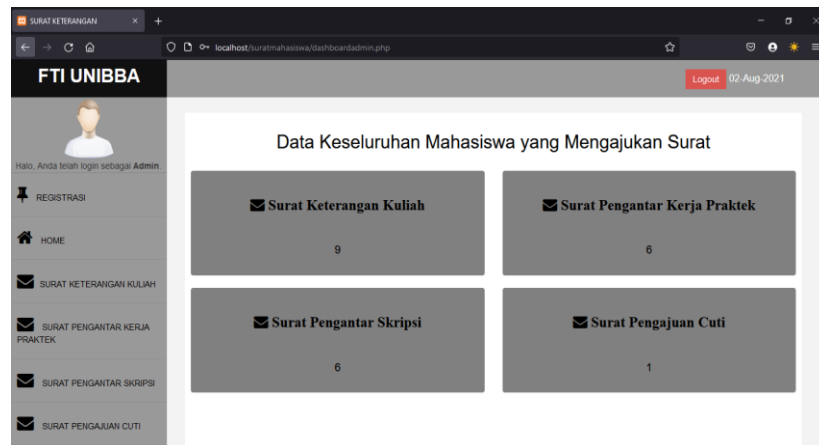 SURAT KETERANGAN
localhost/suratmahasiswa/dashboardadmin.php
FTI UNIBBA
Logout 02-Aug-2021
Halo, Anda telah login sebagai Admin.
REGISTRASI
HOME
SURAT KETERANGAN KULIAH
SURAT PENGANTAR KERJA
PRAKTEK
SURAT PENGANTAR SKRIPSI
SURAT PENGAJUAN CUTI
Data Keseluruhan Mahasiswa yang Mengajukan Surat
Surat Keterangan Kuliah
9
Surat Pengantar Kerja Praktek
6
Surat Pengantar Skripsi
6
Surat Pengajuan Cuti
1